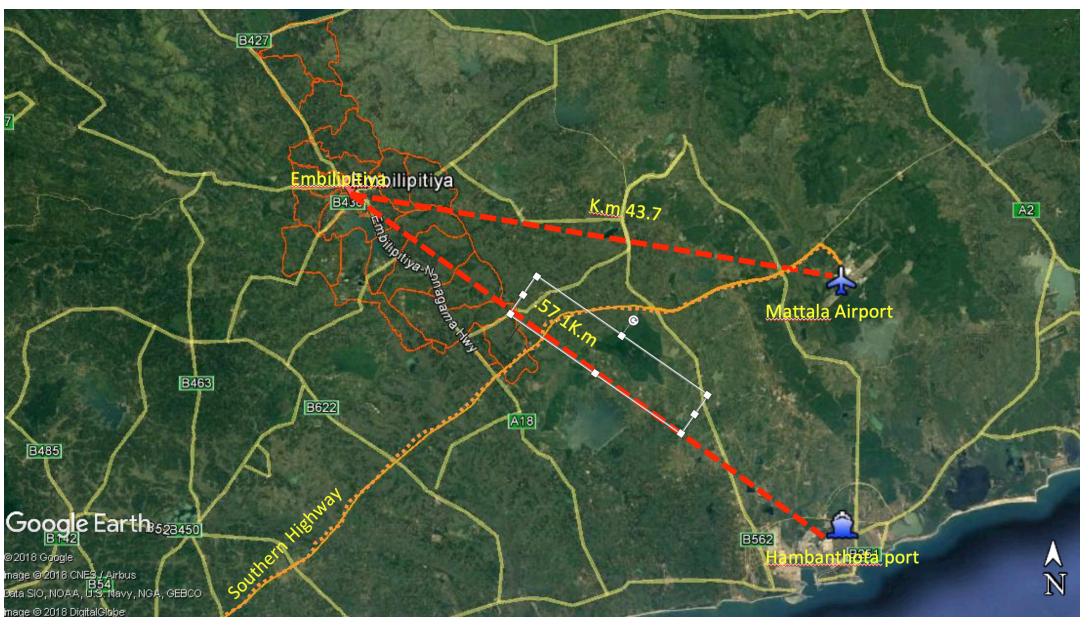 B427
7
Embilipitiya
Embilipitiya
B438
K.m 43.7
A2
Embilipitiya-Nonagama Hwy
.57.1K.m
Mattala Airport
B463
B622
A18
B485
Southern Highway
Google Earth
B52
B450
B142
B562
Hambanthota port
© 2018 Google
Image © 2018 CNES / Airbus
B54
Data SIO, NOAA, U.S. Navy, NGA, GEBCO
Image © 2018 DigitalGlobe
N